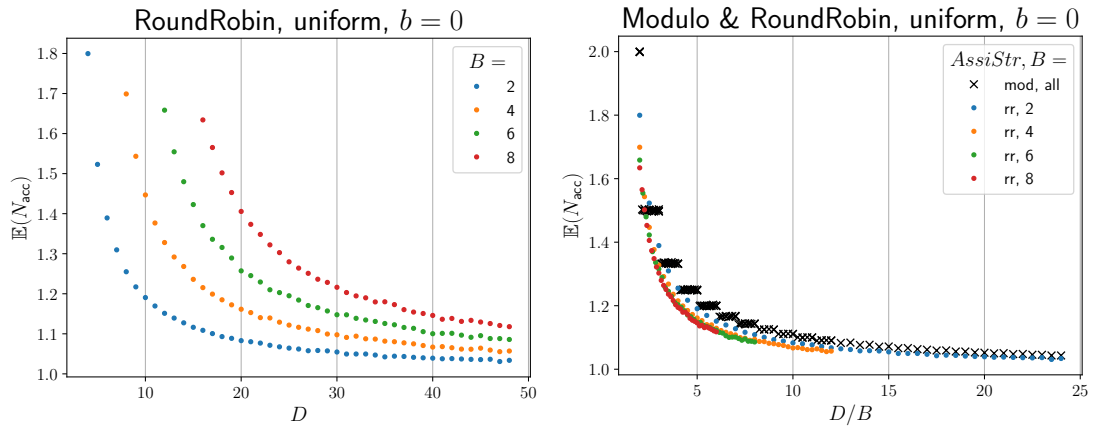 RoundRobin, uniform, b = 0
1.8
1.7
1.6
1.5
1.4
1.3
1.2
1.1
1.0
𝔼(N_acc)
10
20
30
40
50
D
B =
2
4
6
8
Modulo & RoundRobin, uniform, b = 0
2.0
1.8
1.6
1.4
1.2
1.0
𝔼(N_acc)
5
10
15
20
25
D/B
AssiStr, B =
mod, all
rr, 2
rr, 4
rr, 6
rr, 8